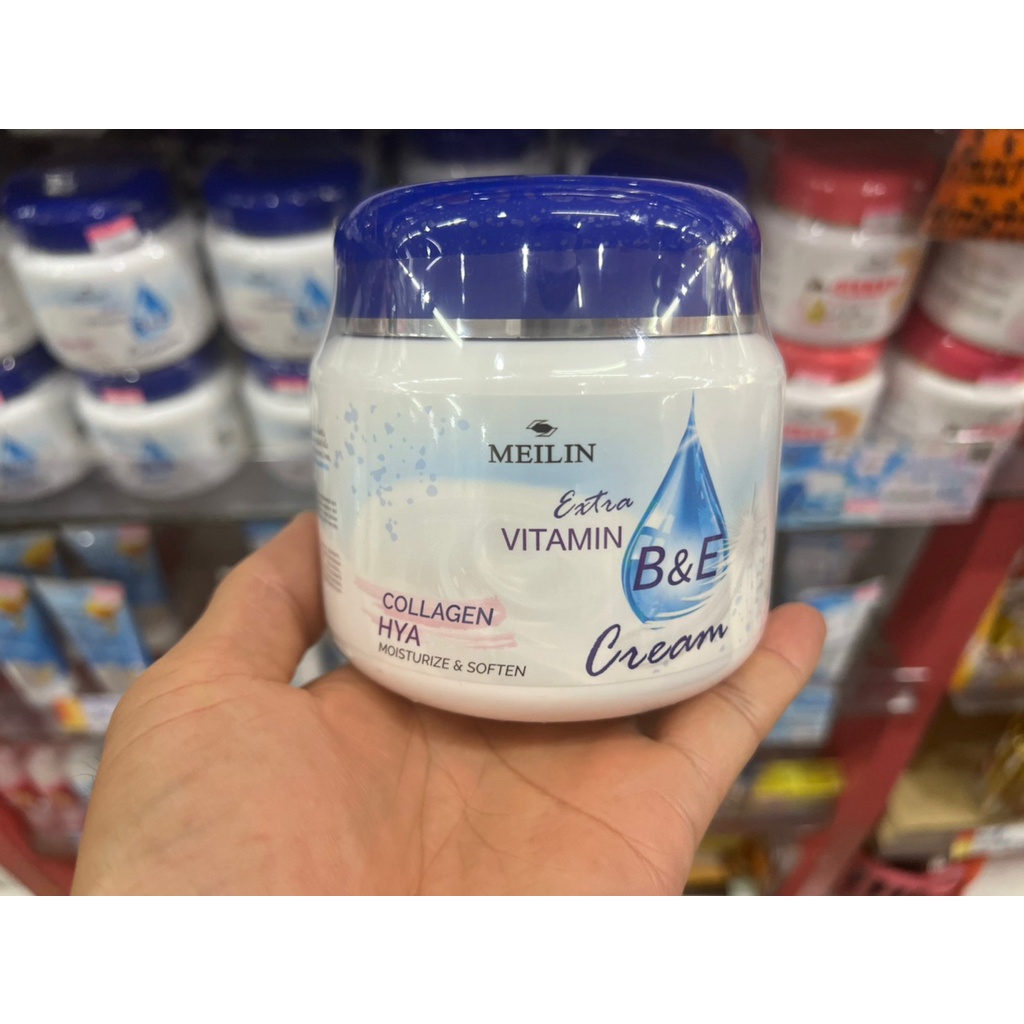 MEILIN
Extra
VITAMIN
B&E
Cream
COLLAGEN
HYA
MOISTURIZE & SOFTEN